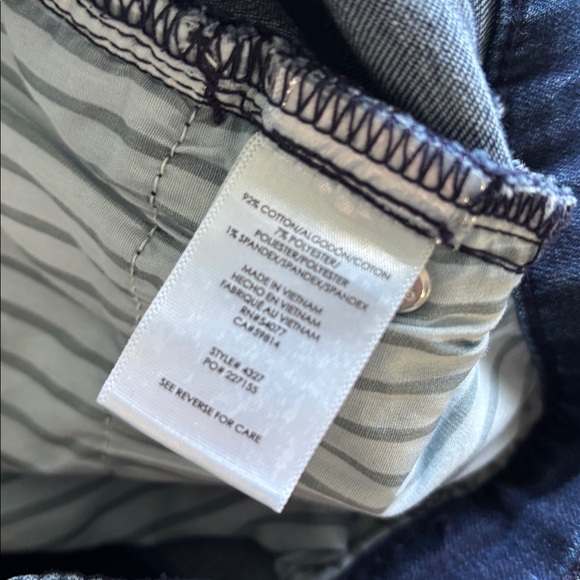 92% COTTON/ALGODÓN/COTON
7% POLYESTER/
POLIESTER/POLYESTER
1% SPANDEX/SPANDEX/SPANDEX
MADE IN VIETNAM
HECHO EN VIETNAM
FABRIQUÉ AU VIETNAM
RN#54077
CA#59814
STYLE# 4327
PO# 227155
SEE REVERSE FOR CARE